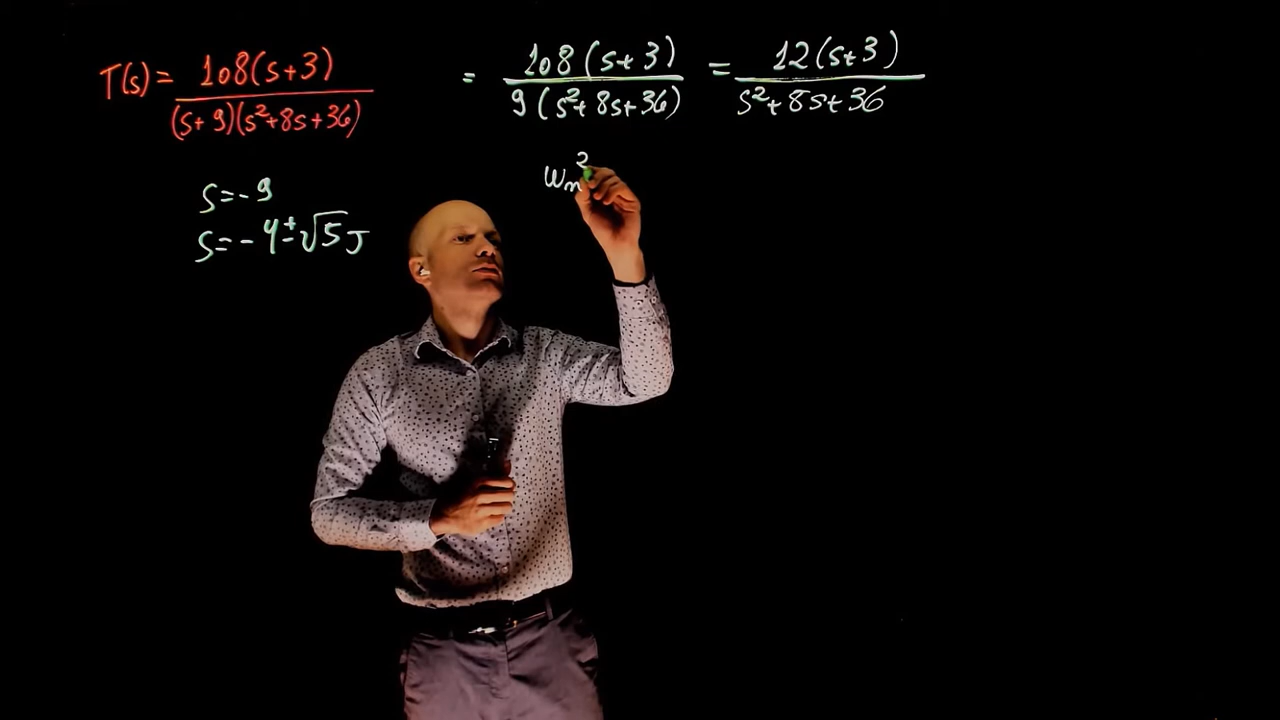 T(s) = 108(s+3) / (s+9)(s²+8s+36) = 108(s+3) / 9(s²+8s+36) = 12(s+3) / s²+8s+36
s=-9
s=-4±√5J
ωn²